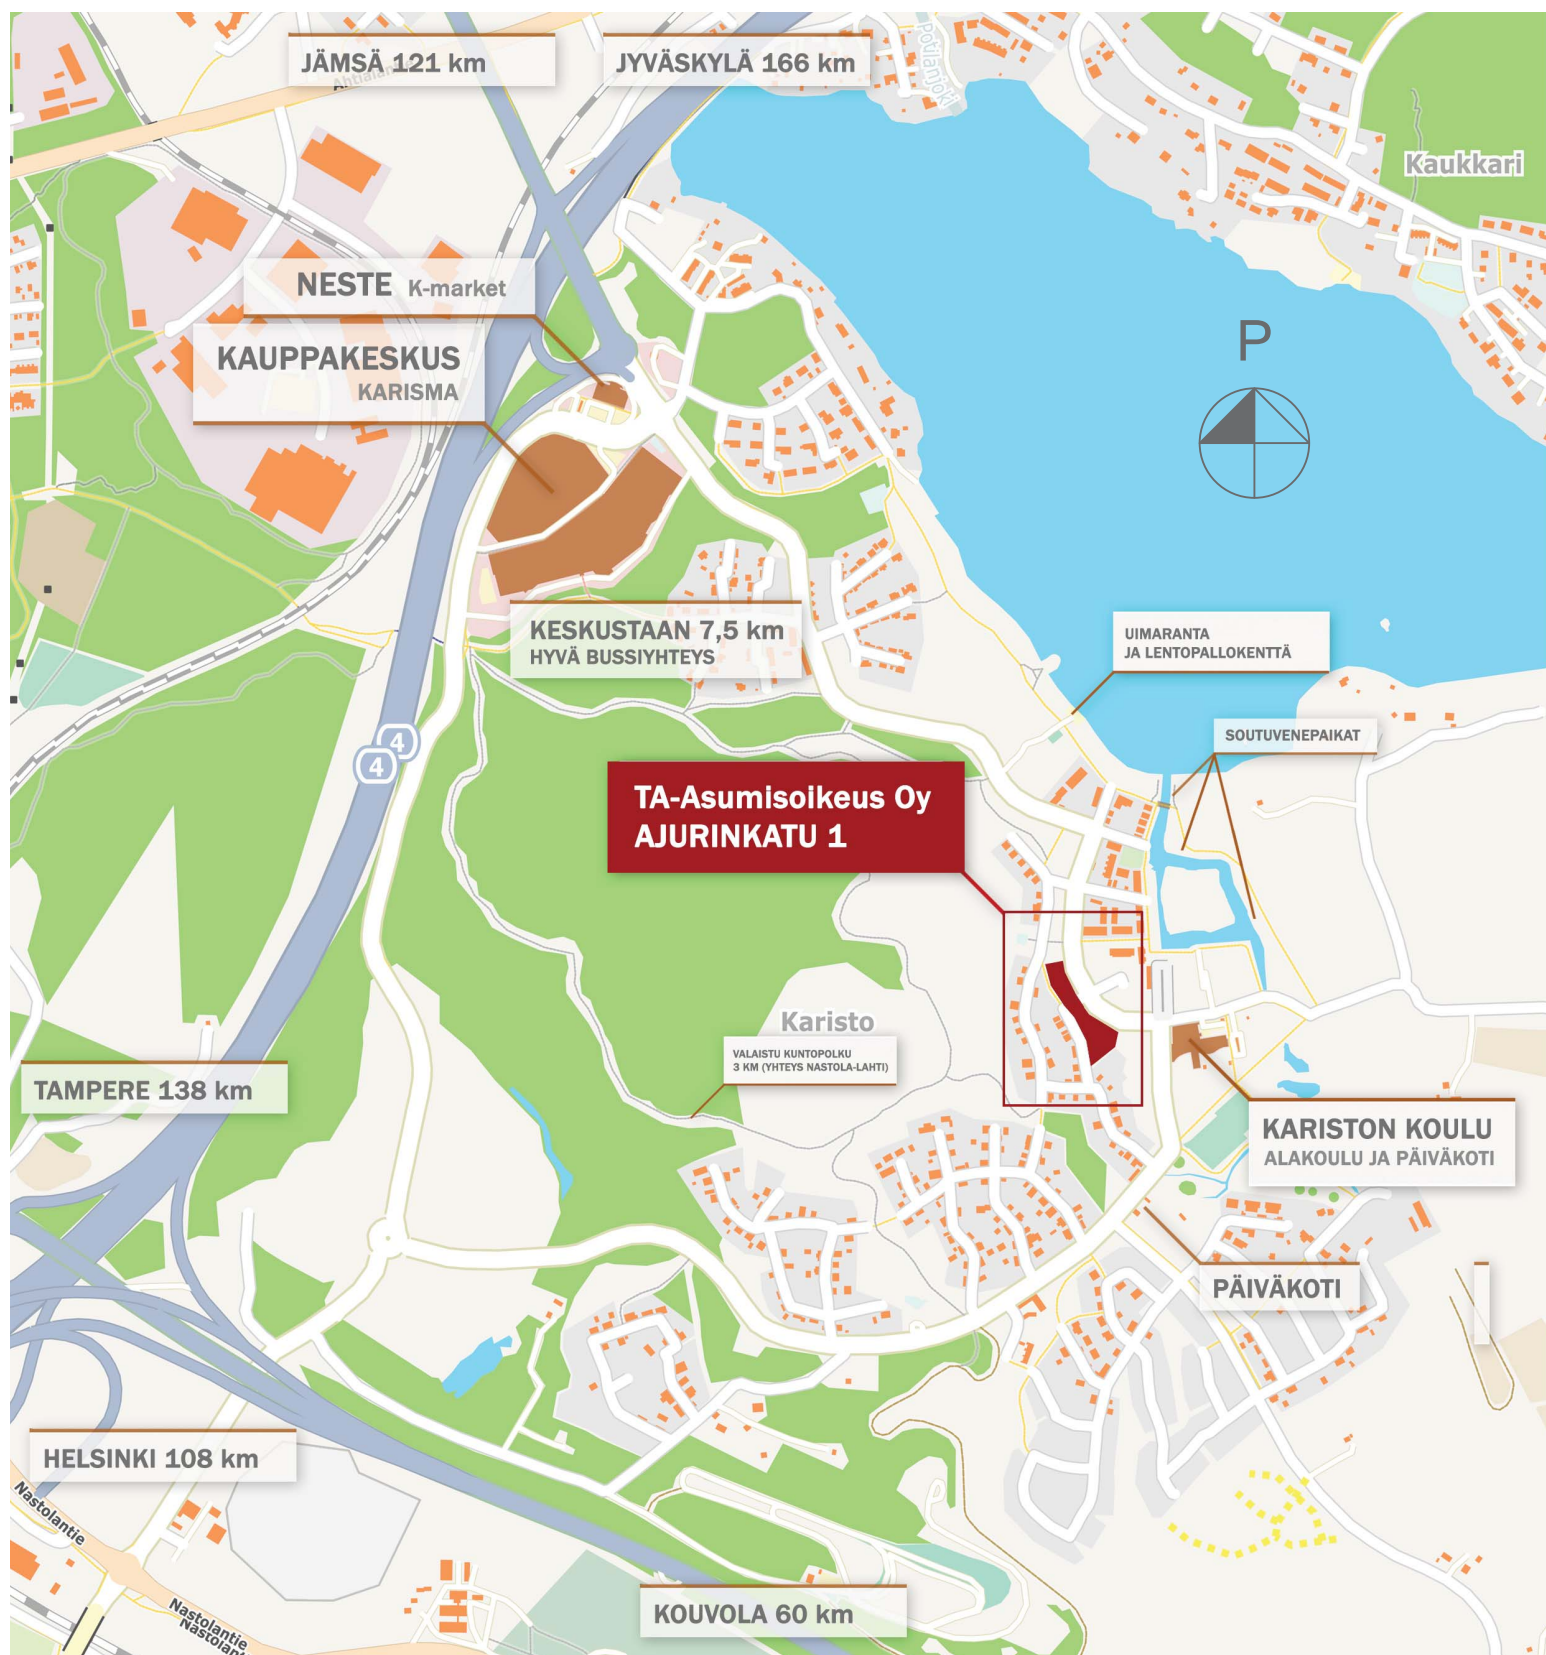 JÄMSÄ 121 km
JYVÄSKYLÄ 166 km
Potilanjoki
Kaukkari
NESTE K-market
P
KAUPPAKESKUS
KARISMA
KESKUSTAAN 7,5 km
HYVÄ BUSSIYHTEYS
UIMARANTA
JA LENTOPALLOKENTTÄ
SOUTUVENEPAIKAT
4
4
TA-Asumisoikeus Oy
AJURINKATU 1
Karisto
VALAISTU KUNTOPOLKU
3 KM (YHTEYS NASTOLA-LAHTI)
TAMPERE 138 km
KARISTON KOULU
ALAKOULU JA PÄIVÄKOTI
PÄIVÄKOTI
HELSINKI 108 km
Nastolantie
KOUVOLA 60 km
Nastolantie